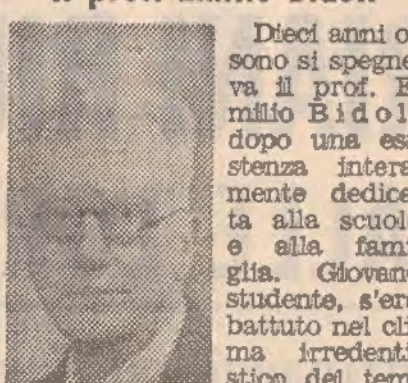 Dieci anni o
sono si spegne
va il prof. E
milio Bidol
dopo una esi
stenza intera
mente dedica
ta alla scuol
e alla fami
glia. Giovane
studente, s'er
battuto nel cli
ma irredenti
stico del tem